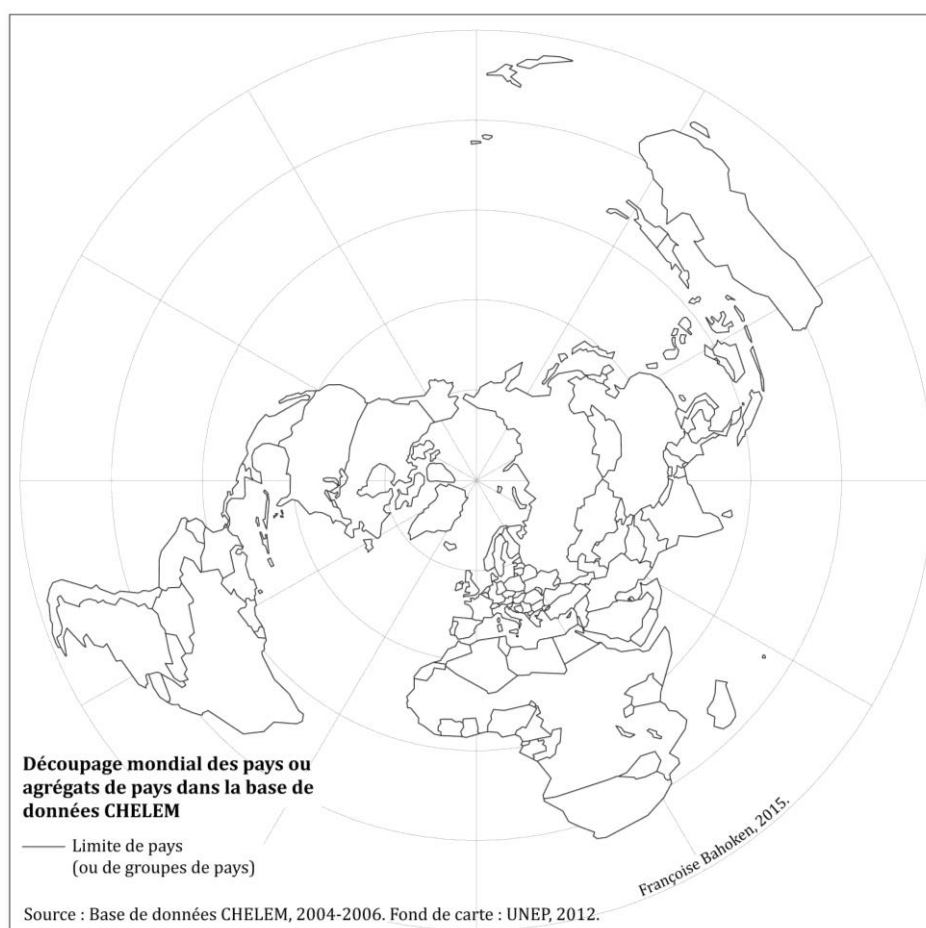 Découpage mondial des pays ou
agrégats de pays dans la base de
données CHELEM
Limite de pays
(ou de groupes de pays)
Françoise Bahoken, 2015.
Source : Base de données CHELEM, 2004-2006. Fond de carte : UNEP, 2012.